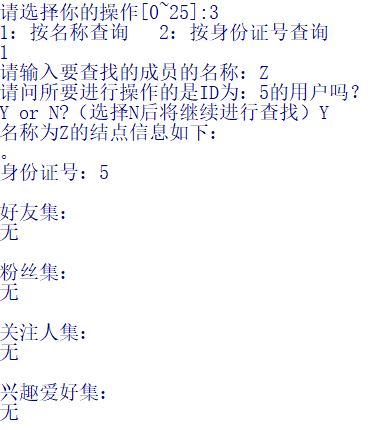 请选择你的操作[0~25]:3
1: 按名称查询   2: 按身份证号查询
1
请输入要查找的成员的名称: Z
请问所要进行操作的是ID为: 5的用户吗?
Y or N?(选择N后将继续进行查找)Y
名称为Z的结点信息如下:
。
身份证号: 5
好友集:
无
粉丝集:
无
关注人集:
无
兴趣爱好集:
无